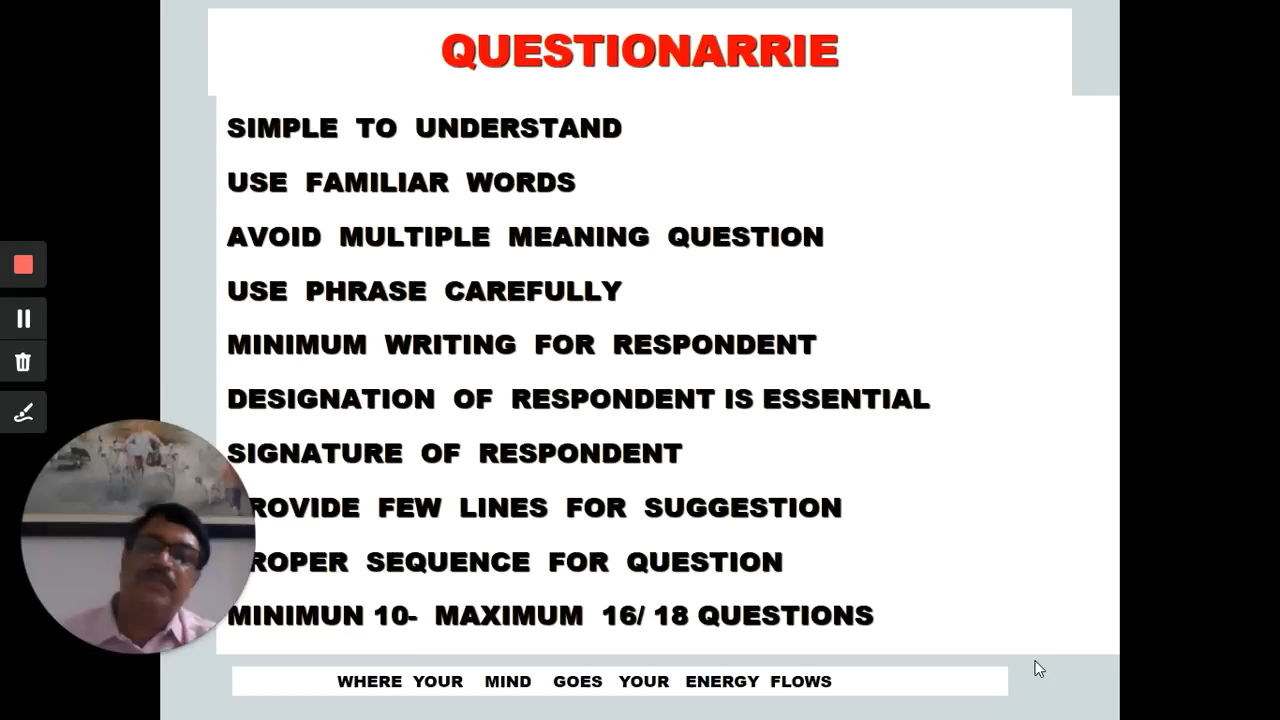 QUESTIONARRIE
SIMPLE TO UNDERSTAND
USE FAMILIAR WORDS
AVOID MULTIPLE MEANING QUESTION
USE PHRASE CAREFULLY
MINIMUM WRITING FOR RESPONDENT
DESIGNATION OF RESPONDENT IS ESSENTIAL
SIGNATURE OF RESPONDENT
ROVIDE FEW LINES FOR SUGGESTION
ROPER SEQUENCE FOR QUESTION
MINIMUN 10- MAXIMUM 16/ 18 QUESTIONS
WHERE YOUR MIND GOES YOUR ENERGY FLOWS